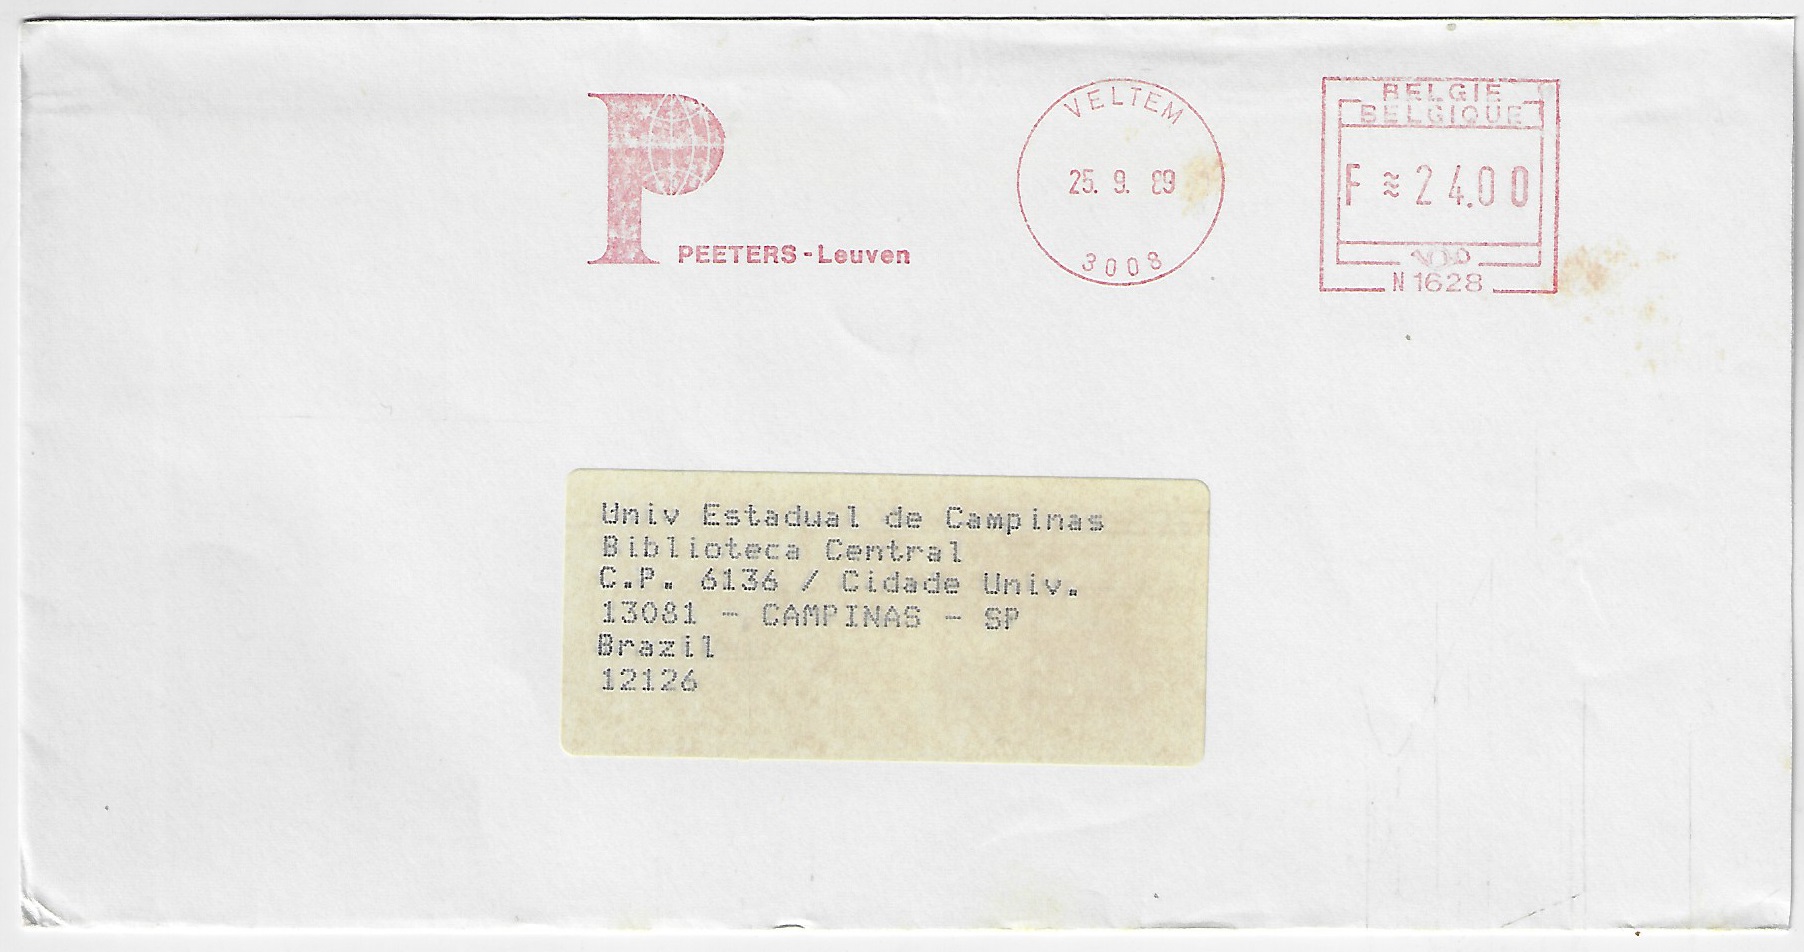 P
PEETERS - Leuven
VELTEM
25. 9. 89
3008
BELGIE
BELGIQUE
F ≈ 24.00
N 1628
Univ Estadual de Campinas
Biblioteca Central
C.P. 6136 / Cidade Univ.
13081 - CAMPINAS - SP
Brazil
12126